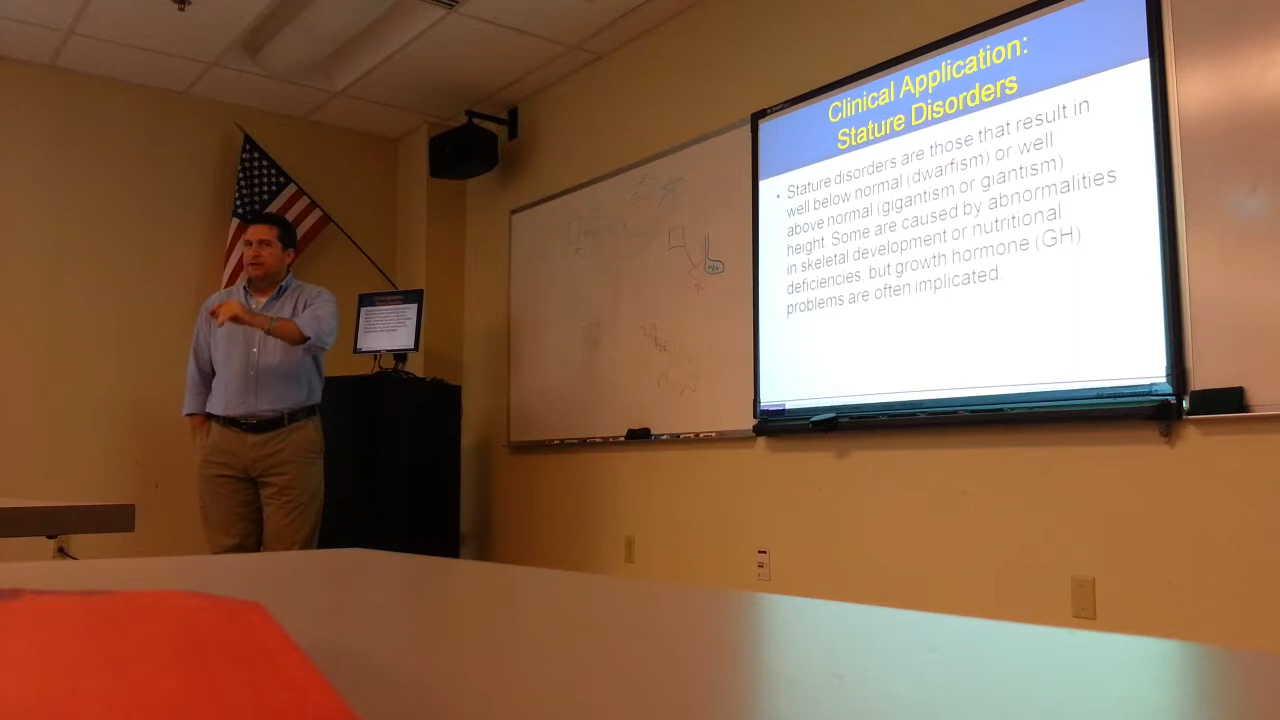 Clinical Application:
Stature Disorders
• Stature disorders are those that result in
well below normal (dwarfism) or well
above normal (gigantism or giantism)
height. Some are caused by abnormalities
in skeletal development or nutritional
deficiencies, but growth hormone (GH)
problems are often implicated.